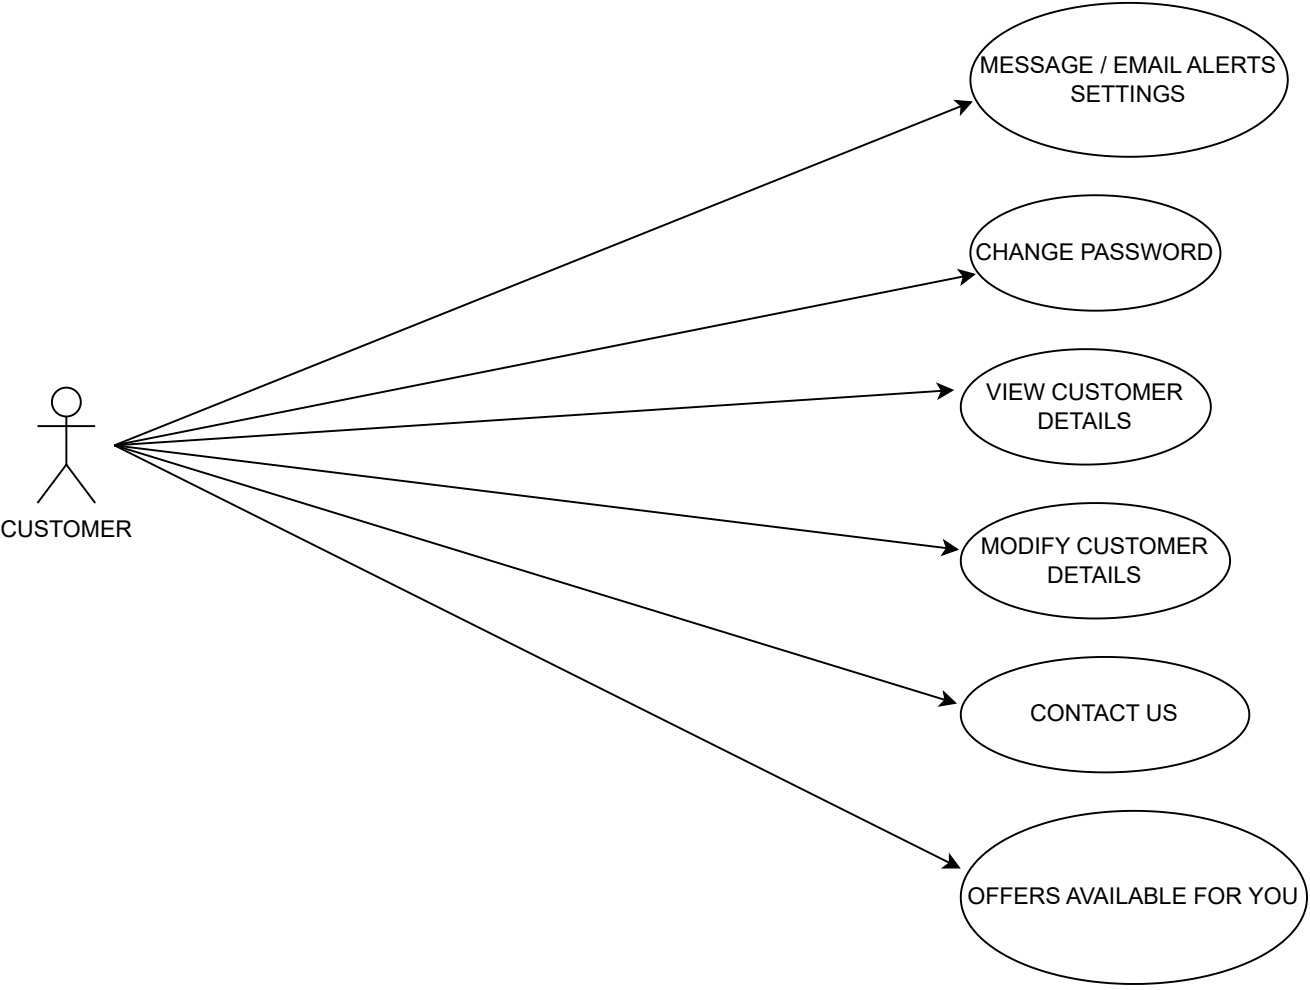 MESSAGE / EMAIL ALERTS
SETTINGS
CHANGE PASSWORD
VIEW CUSTOMER
DETAILS
CUSTOMER
MODIFY CUSTOMER
DETAILS
CONTACT US
OFFERS AVAILABLE FOR YOU